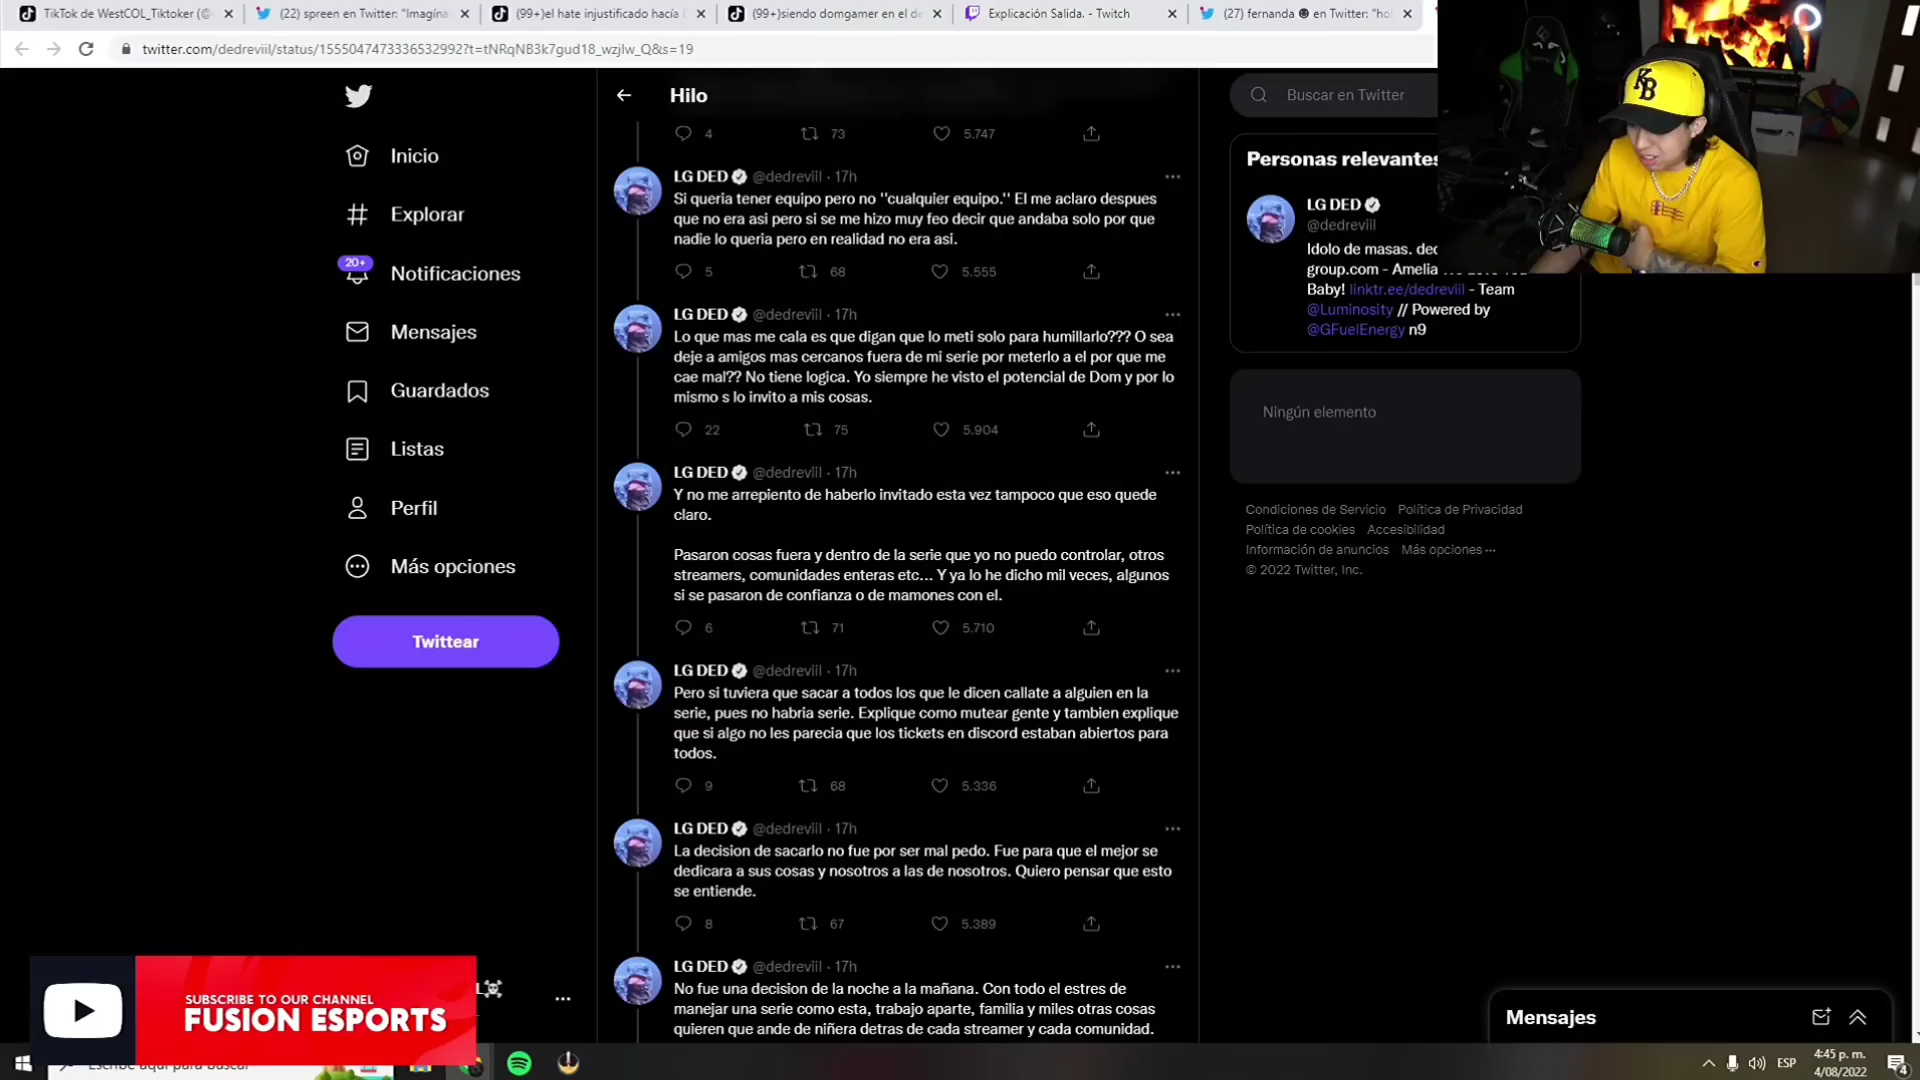 TikTok de WestCOL_Tiktoker (@
(22) spreen en Twitter: "Imagína
(99+)el hate injustificado hacía
(99+)siendo domgamer en el de
Explicación Salida. - Twitch
(27) fernanda en Twitter: "ho
twitter.com/dedreviil/status/1555047473336532992?t=tNRqNB3k7gud18_wzjlw_Q&s=19
Inicio
Explorar
20+
Notificaciones
Mensajes
Guardados
Listas
Perfil
Más opciones
Twittear
Hilo
4 73 5.747
LG DED @dedreviil · 17h
Si queria tener equipo pero no ''cualquier equipo.'' El me aclaro despues
que no era asi pero si se me hizo muy feo decir que andaba solo por que
nadie lo queria pero en realidad no era asi.
5 68 5.555
LG DED @dedreviil · 17h
Lo que mas me cala es que digan que lo meti solo para humillarlo??? O sea
deje a amigos mas cercanos fuera de mi serie por meterlo a el por que me
cae mal?? No tiene logica. Yo siempre he visto el potencial de Dom y por lo
mismo s lo invito a mis cosas.
22 75 5.904
LG DED @dedreviil · 17h
Y no me arrepiento de haberlo invitado esta vez tampoco que eso quede
claro.
Pasaron cosas fuera y dentro de la serie que yo no puedo controlar, otros
streamers, comunidades enteras etc... Y ya lo he dicho mil veces, algunos
si se pasaron de confianza o de mamones con el.
6 71 5.710
LG DED @dedreviil · 17h
Pero si tuviera que sacar a todos los que le dicen callate a alguien en la
serie, pues no habria serie. Explique como mutear gente y tambien explique
que si algo no les parecia que los tickets en discord estaban abiertos para
todos.
9 68 5.336
LG DED @dedreviil · 17h
La decision de sacarlo no fue por ser mal pedo. Fue para que el mejor se
dedicara a sus cosas y nosotros a las de nosotros. Quiero pensar que esto
se entiende.
8 67 5.389
LG DED @dedreviil · 17h
No fue una decision de la noche a la mañana. Con todo el estres de
manejar una serie como esta, trabajo aparte, familia y miles otras cosas
quieren que ande de niñera detras de cada streamer y cada comunidad.
Buscar en Twitter
Personas relevantes
LG DED
@dedreviil
Idolo de masas.
group.com - Amelia
Baby! linktr.ee/dedreviil - Team
@Luminosity // Powered by
@GFuelEnergy n9
Ningún elemento
Condiciones de Servicio Política de Privacidad
Política de cookies Accesibilidad
Información de anuncios Más opciones ···
© 2022 Twitter, Inc.
KB
SUBSCRIBE TO OUR CHANNEL
FUSION ESPORTS
Mensajes
Escribe aquí para buscar
ESP
4:45 p. m.
4/08/2022
4